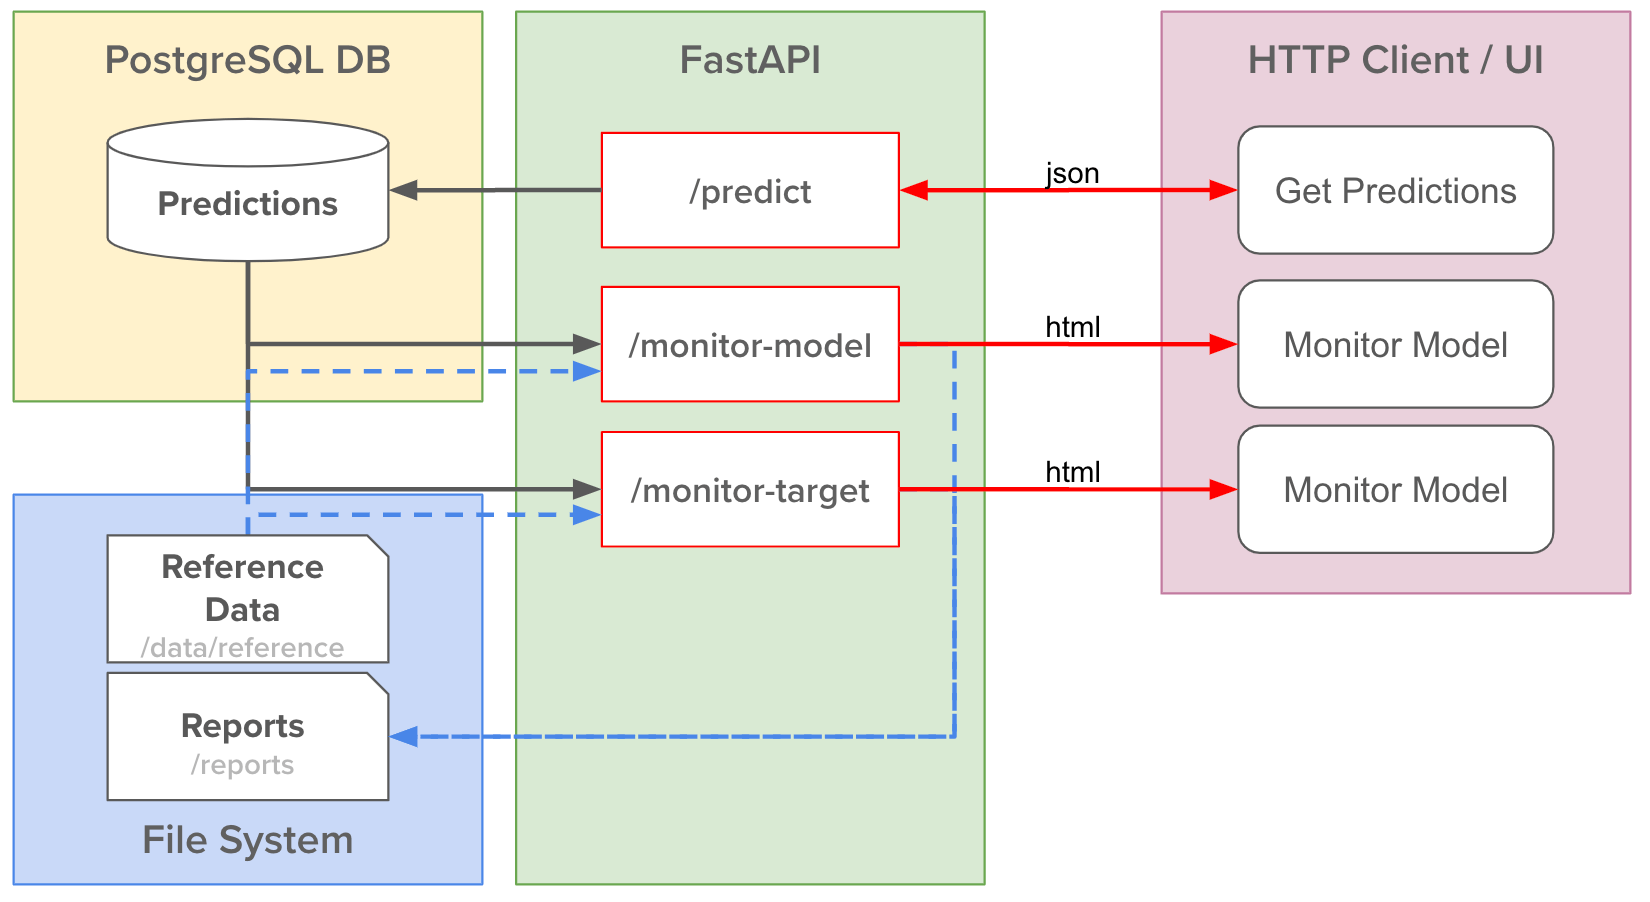 PostgreSQL DB
Predictions
FastAPI
/predict
/monitor-model
/monitor-target
HTTP Client / UI
json
Get Predictions
html
Monitor Model
html
Monitor Model
Reference
Data
/data/reference
Reports
/reports
File System